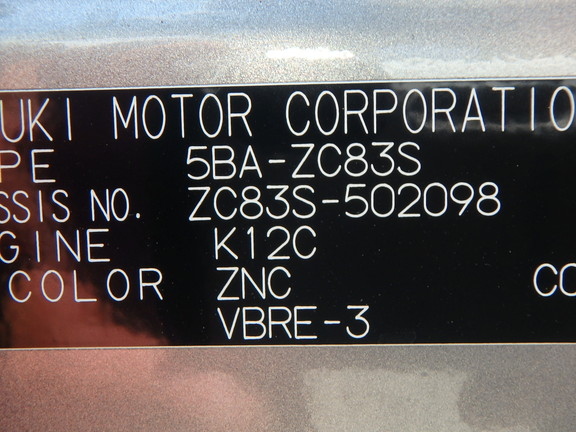 UKI MOTOR CORPORATIO
PE 5BA-ZC83S
SSIS NO. ZC83S-502098
GINE K12C
COLOR ZNC CO
VBRE-3